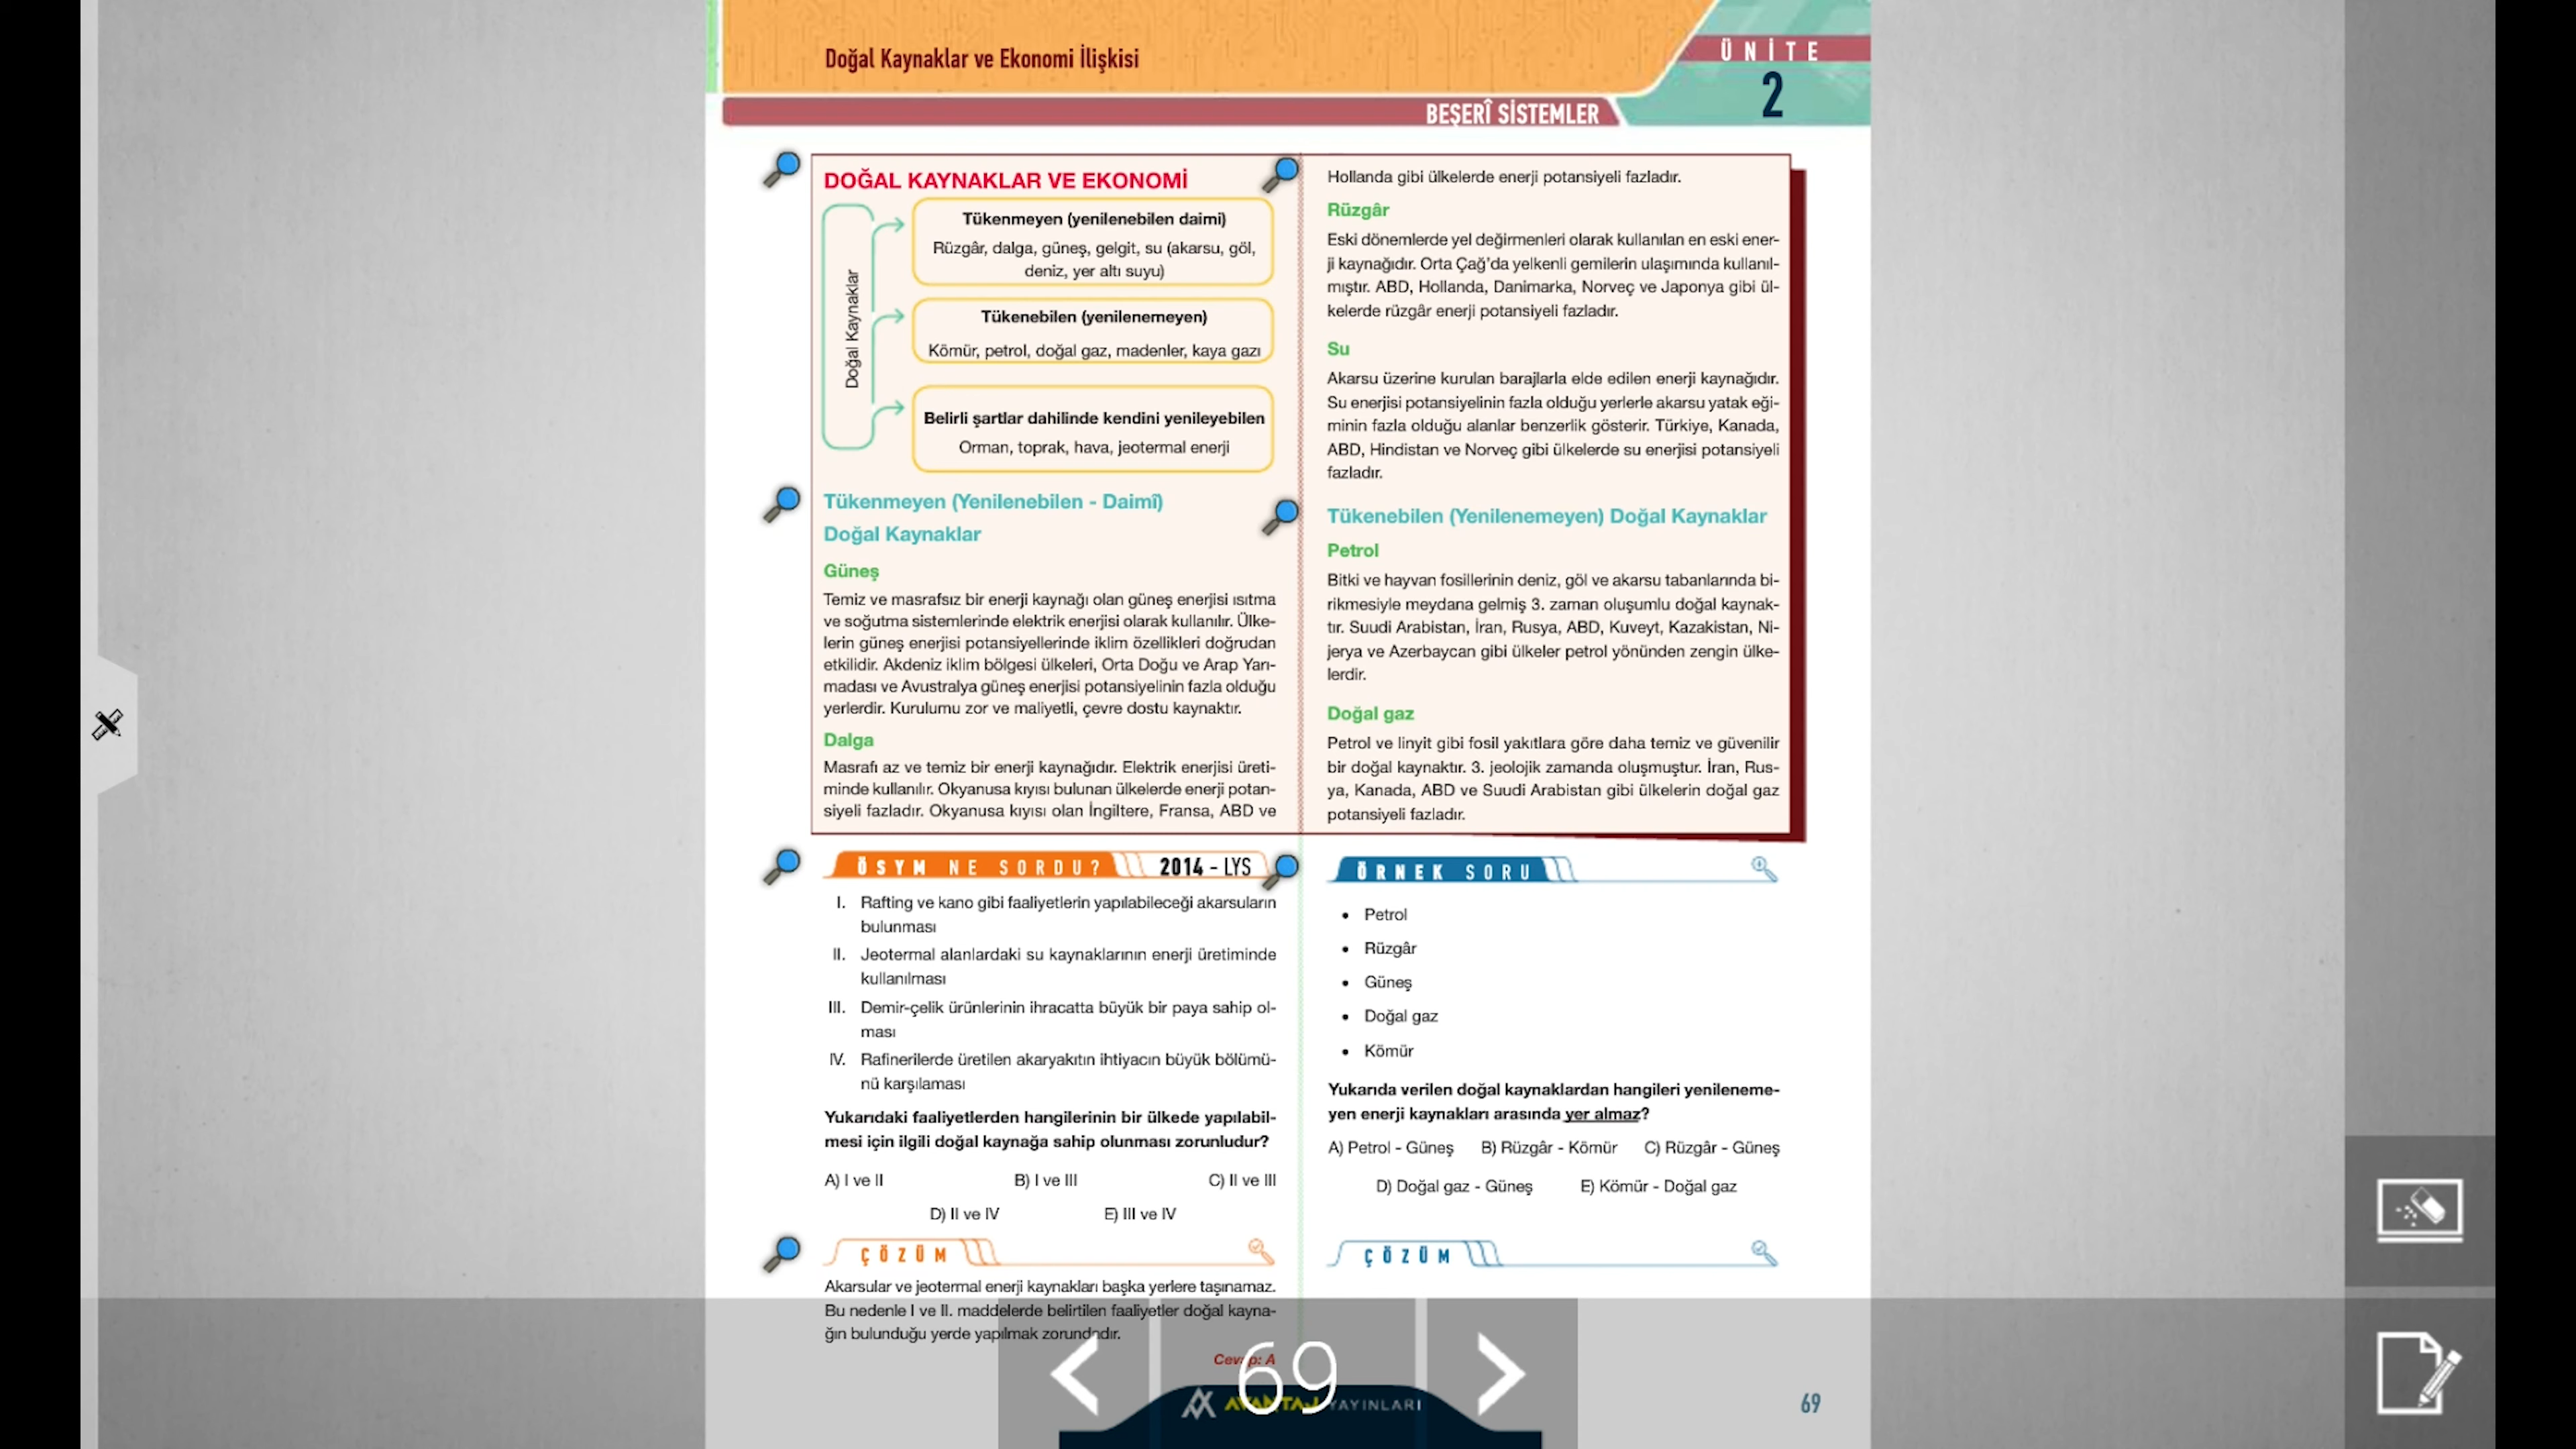 Doğal Kaynaklar ve Ekonomi İlişkisi
ÜNİTE
2
BEŞERÎ SİSTEMLER
DOĞAL KAYNAKLAR VE EKONOMİ
Doğal Kaynaklar
Tükenmeyen (yenilenebilen daimi)
Rüzgâr, dalga, güneş, gelgit, su (akarsu, göl,
deniz, yer altı suyu)
Tükenebilen (yenilenemeyen)
Kömür, petrol, doğal gaz, madenler, kaya gazı
Belirli şartlar dahilinde kendini yenileyebilen
Orman, toprak, hava, jeotermal enerji
Tükenmeyen (Yenilenebilen - Daimî)
Doğal Kaynaklar
Güneş
Temiz ve masrafsız bir enerji kaynağı olan güneş enerjisi ısıtma
ve soğutma sistemlerinde elektrik enerjisi olarak kullanılır. Ülke-
lerin güneş enerjisi potansiyellerinde iklim özellikleri doğrudan
etkilidir. Akdeniz iklim bölgesi ülkeleri, Orta Doğu ve Arap Yarı-
madası ve Avustralya güneş enerjisi potansiyelinin fazla olduğu
yerlerdir. Kurulumu zor ve maliyetli, çevre dostu kaynaktır.
Dalga
Masrafı az ve temiz bir enerji kaynağıdır. Elektrik enerjisi üreti-
minde kullanılır. Okyanusa kıyısı bulunan ülkelerde enerji potan-
siyeli fazladır. Okyanusa kıyısı olan İngiltere, Fransa, ABD ve
Hollanda gibi ülkelerde enerji potansiyeli fazladır.
Rüzgâr
Eski dönemlerde yel değirmenleri olarak kullanılan en eski ener-
ji kaynağıdır. Orta Çağ'da yelkenli gemilerin ulaşımında kullanıl-
mıştır. ABD, Hollanda, Danimarka, Norveç ve Japonya gibi ül-
kelerde rüzgâr enerji potansiyeli fazladır.
Su
Akarsu üzerine kurulan barajlarla elde edilen enerji kaynağıdır.
Su enerjisi potansiyelinin fazla olduğu yerlerle akarsu yatak eği-
minin fazla olduğu alanlar benzerlik gösterir. Türkiye, Kanada,
ABD, Hindistan ve Norveç gibi ülkelerde su enerjisi potansiyeli
fazladır.
Tükenebilen (Yenilenemeyen) Doğal Kaynaklar
Petrol
Bitki ve hayvan fosillerinin deniz, göl ve akarsu tabanlarında bi-
rikmesiyle meydana gelmiş 3. zaman oluşumlu doğal kaynak-
tır. Suudi Arabistan, İran, Rusya, ABD, Kuveyt, Kazakistan, Ni-
jerya ve Azerbaycan gibi ülkeler petrol yönünden zengin ülke-
lerdir.
Doğal gaz
Petrol ve linyit gibi fosil yakıtlara göre daha temiz ve güvenilir
bir doğal kaynaktır. 3. jeolojik zamanda oluşmuştur. İran, Rus-
ya, Kanada, ABD ve Suudi Arabistan gibi ülkelerin doğal gaz
potansiyeli fazladır.
ÖSYM NE SORDU? 2014 - LYS
I. Rafting ve kano gibi faaliyetlerin yapılabileceği akarsuların
bulunması
II. Jeotermal alanlardaki su kaynaklarının enerji üretiminde
kullanılması
III. Demir-çelik ürünlerinin ihracatta büyük bir paya sahip ol-
ması
IV. Rafinerilerde üretilen akaryakıtın ihtiyacın büyük bölümü-
nü karşılaması
Yukarıdaki faaliyetlerden hangilerinin bir ülkede yapılabil-
mesi için ilgili doğal kaynağa sahip olunması zorunludur?
A) I ve II B) I ve III C) II ve III
D) II ve IV E) III ve IV
ÇÖZÜM
Akarsular ve jeotermal enerji kaynakları başka yerlere taşınamaz.
Bu nedenle I ve II. maddelerde belirtilen faaliyetler doğal kayna-
ğın bulunduğu yerde yapılmak zorundadır.
Cevap: A
ÖRNEK SORU
• Petrol
• Rüzgâr
• Güneş
• Doğal gaz
• Kömür
Yukarıda verilen doğal kaynaklardan hangileri yenileneme-
yen enerji kaynakları arasında yer almaz?
A) Petrol - Güneş B) Rüzgâr - Kömür C) Rüzgâr - Güneş
D) Doğal gaz - Güneş E) Kömür - Doğal gaz
ÇÖZÜM
69
AVANTAJ YAYINLARI
69